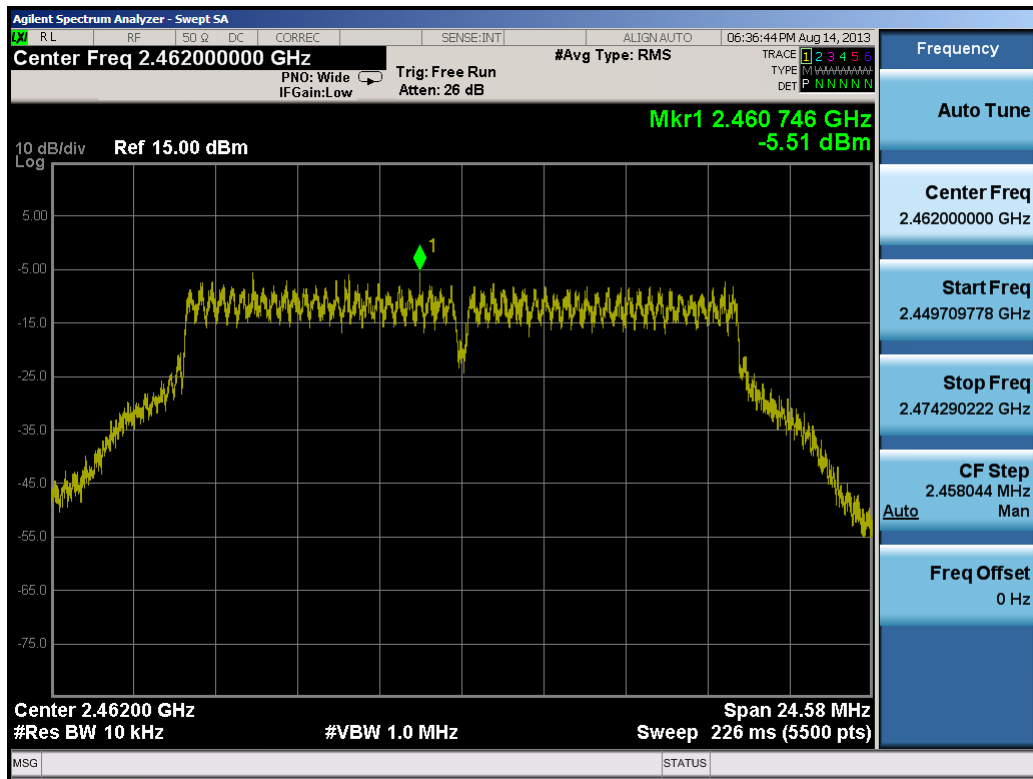 Agilent Spectrum Analyzer - Swept SA
LXI RL RF 50 Ω DC CORREC SENSE:INT ALIGNAUTO 06:36:44 PM Aug 14, 2013
Center Freq 2.462000000 GHz
#Avg Type: RMS
TRACE 1 2 3 4 5 6
PNO: Wide
Trig: Free Run
TYPE M WWWWW
IFGain:Low
Atten: 26 dB
DET P N N N N N
Mkr1 2.460 746 GHz
-5.51 dBm
10 dB/div Ref 15.00 dBm
Log
1
5.00
-5.00
-15.0
-25.0
-35.0
-45.0
-55.0
-65.0
-75.0
Center 2.46200 GHz
Span 24.58 MHz
#Res BW 10 kHz
#VBW 1.0 MHz
Sweep 226 ms (5500 pts)
MSG
STATUS
Frequency
Auto Tune
Center Freq
2.462000000 GHz
Start Freq
2.449709778 GHz
Stop Freq
2.474290222 GHz
CF Step
2.458044 MHz
Auto Man
Freq Offset
0 Hz